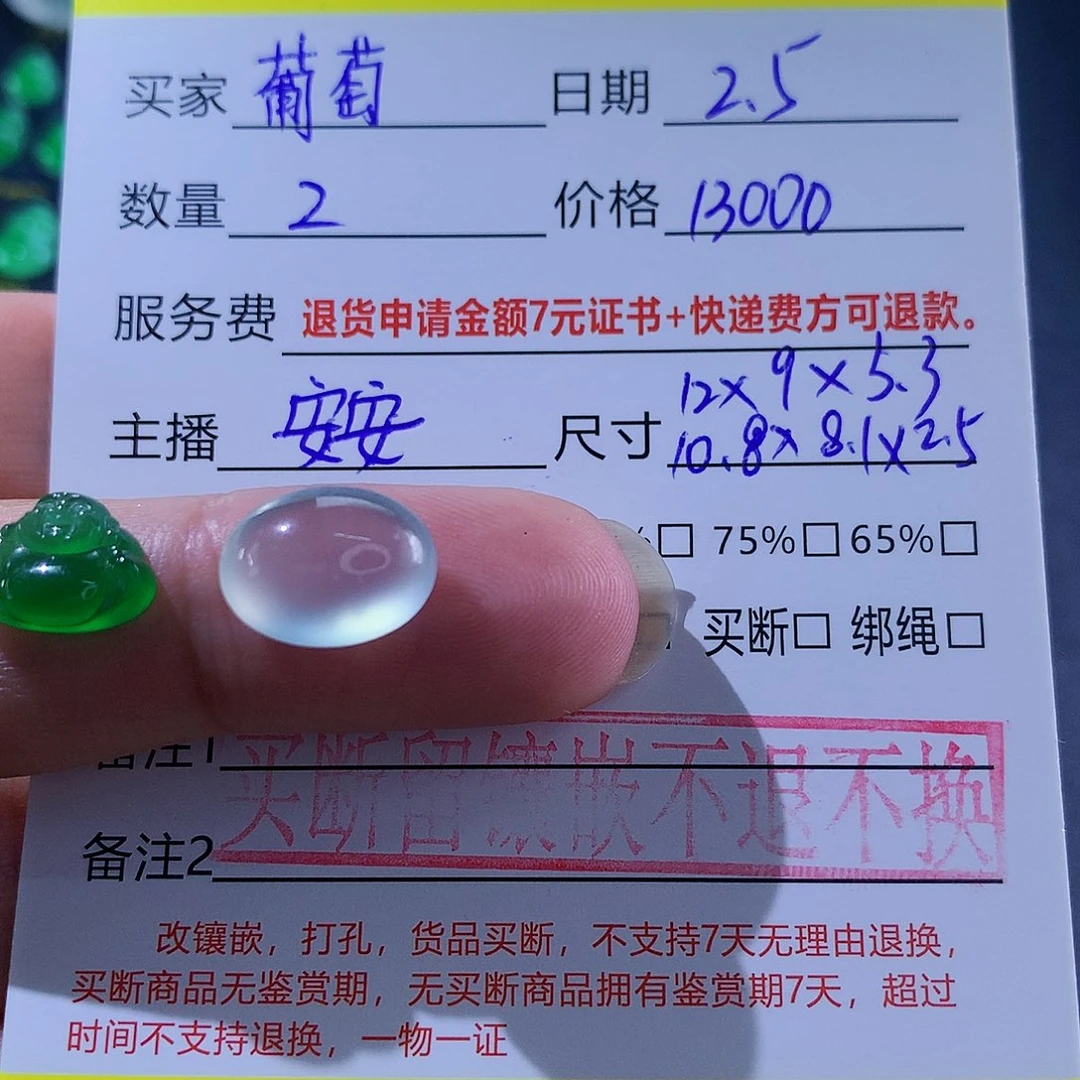 买家 葡萄 日期 2.5
数量 2 价格 13000
服务费 退货申请金额7元证书+快递费方可退款。
12×9×5.3
主播 安安 尺寸 10.8×8.1×2.5
%□ 75%□ 65%□
买断□ 绑绳□
备注1
买断留镶嵌不退不换
备注2
改镶嵌，打孔，货品买断，不支持7天无理由退换，
买断商品无鉴赏期，无买断商品拥有鉴赏期7天，超过
时间不支持退换，一物一证